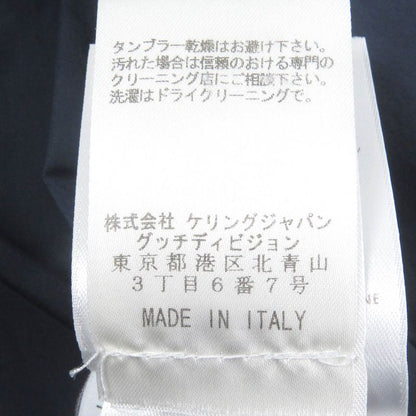 タンブラー乾燥はお避け下さい。
汚れた場合は信頼のおける専門の
クリーニング店にご相談下さい。
洗濯はドライクリーニングで。
株式会社 ケリングジャパン
グッチディビジョン
東京都港区北青山
3丁目6番7号
MADE IN ITALY
NE